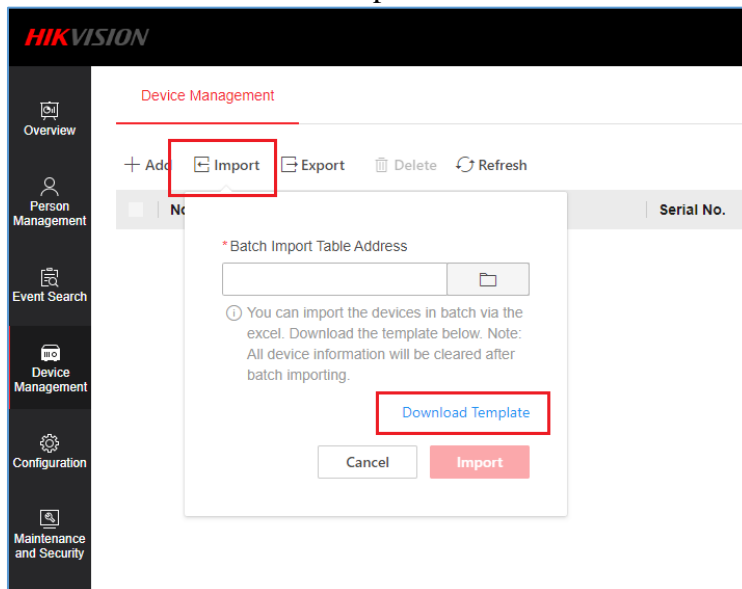 HIKVISION
Device Management
Overview
Add
Import
Export
Delete
Refresh
Person
Management
Serial No.
*Batch Import Table Address
Event Search
You can import the devices in batch via the
excel. Download the template below. Note:
All device information will be cleared after
batch importing.
Device
Management
Download Template
Configuration
Cancel
Import
Maintenance
and Security